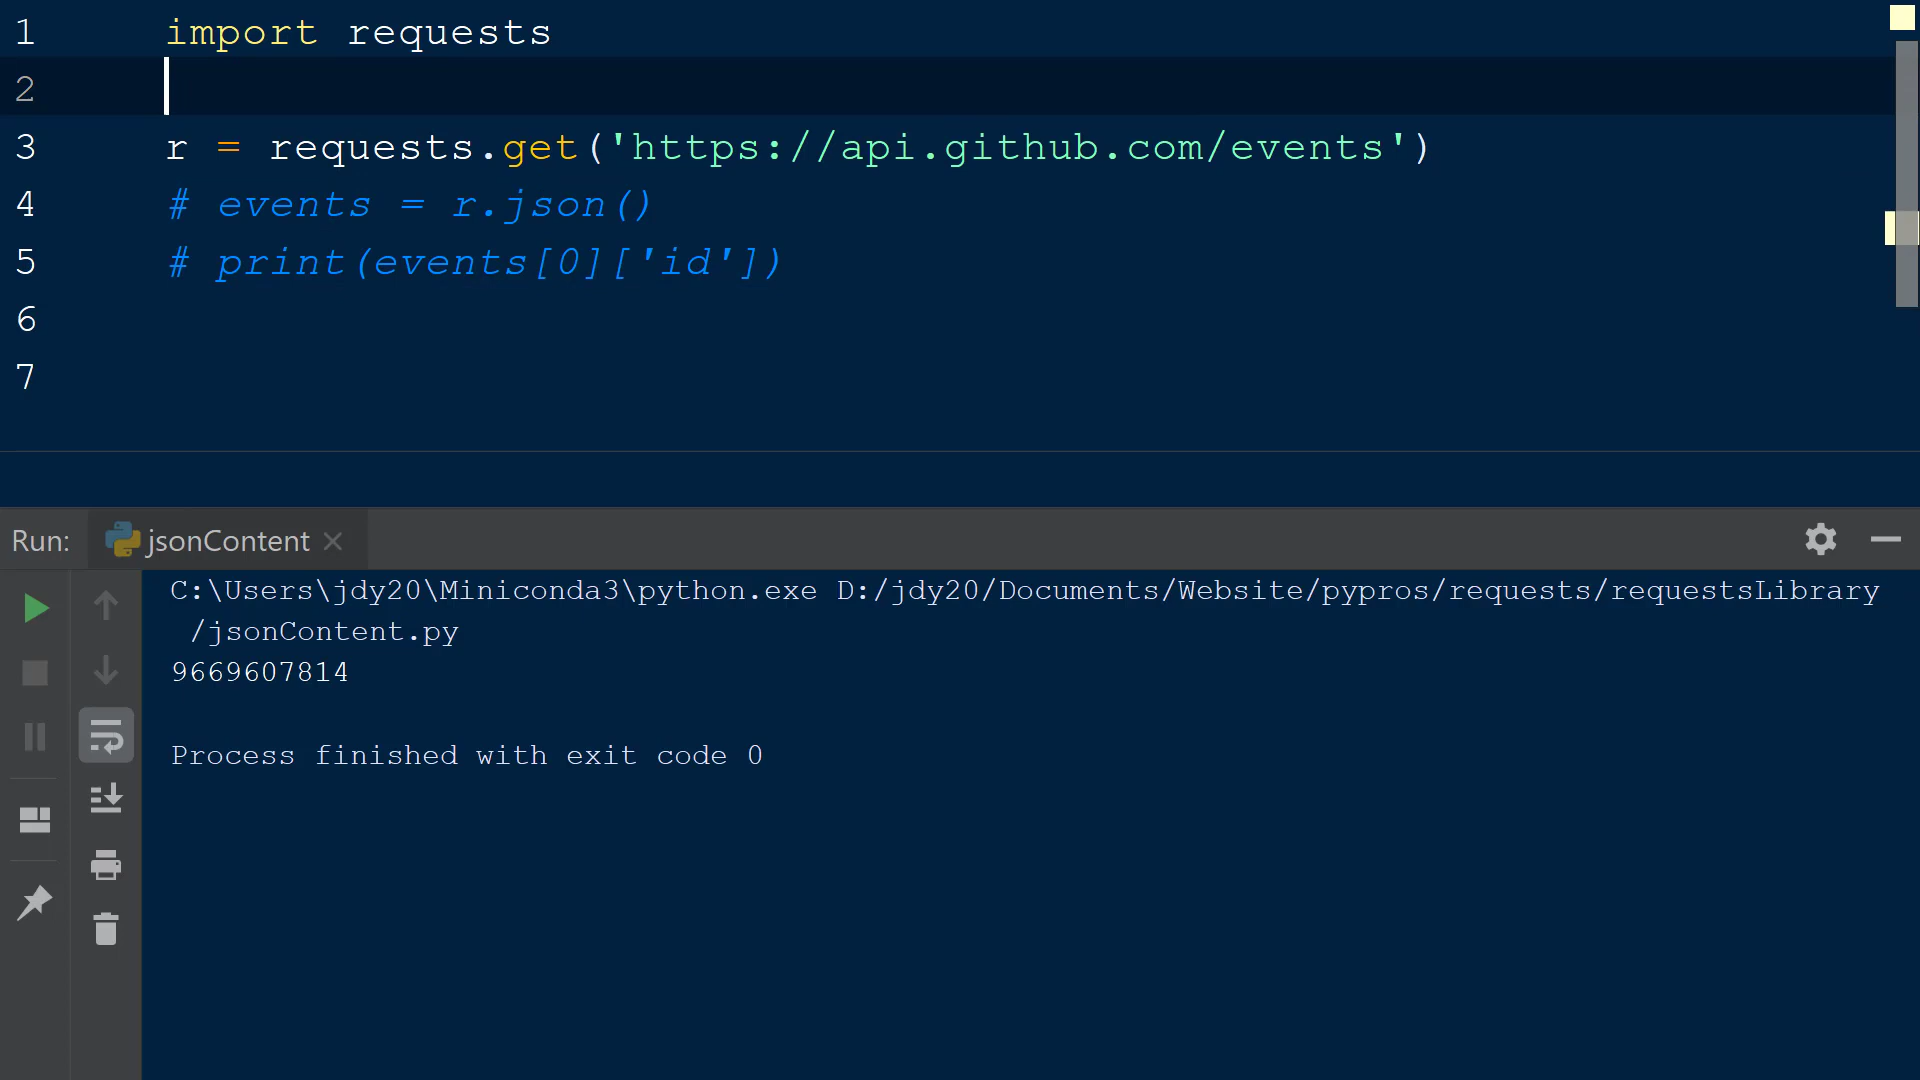 1 import requests
2
3 r = requests.get('https://api.github.com/events')
4 # events = r.json()
5 # print(events[0]['id'])
6
7
Run: jsonContent
C:\Users\jdy20\Miniconda3\python.exe D:/jdy20/Documents/Website/pypros/requests/requestsLibrary
/jsonContent.py
9669607814
Process finished with exit code 0